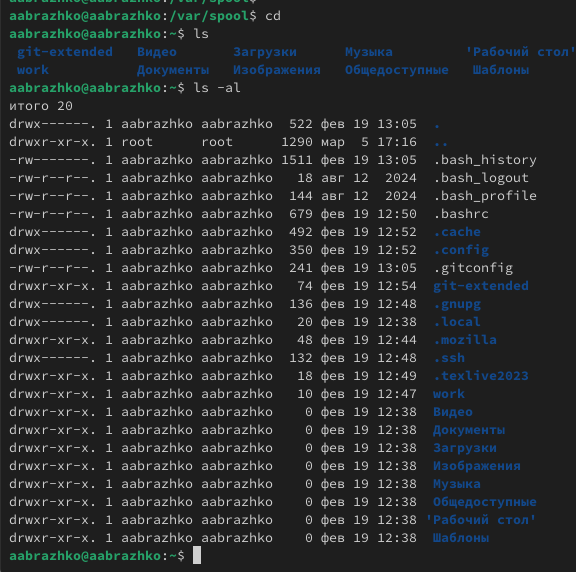 aabrazhko@aabrazhko:/var/spool$
aabrazhko@aabrazhko:/var/spool$ cd
aabrazhko@aabrazhko:~$ ls
git-extended Видео Загрузки Музыка 'Рабочий стол'
work Документы Изображения Общедоступные Шаблоны
aabrazhko@aabrazhko:~$ ls -al
итого 20
drwx------. 1 aabrazhko aabrazhko 522 фев 19 13:05 .
drwxr-xr-x. 1 root root 1290 мар 5 17:16 ..
-rw-------. 1 aabrazhko aabrazhko 1511 фев 19 13:05 .bash_history
-rw-r--r--. 1 aabrazhko aabrazhko 18 авг 12 2024 .bash_logout
-rw-r--r--. 1 aabrazhko aabrazhko 144 авг 12 2024 .bash_profile
-rw-r--r--. 1 aabrazhko aabrazhko 679 фев 19 12:50 .bashrc
drwx------. 1 aabrazhko aabrazhko 492 фев 19 12:52 .cache
drwx------. 1 aabrazhko aabrazhko 350 фев 19 12:52 .config
-rw-r--r--. 1 aabrazhko aabrazhko 241 фев 19 13:05 .gitconfig
drwxr-xr-x. 1 aabrazhko aabrazhko 74 фев 19 12:54 git-extended
drwx------. 1 aabrazhko aabrazhko 136 фев 19 12:48 .gnupg
drwx------. 1 aabrazhko aabrazhko 20 фев 19 12:38 .local
drwxr-xr-x. 1 aabrazhko aabrazhko 48 фев 19 12:44 .mozilla
drwx------. 1 aabrazhko aabrazhko 132 фев 19 12:48 .ssh
drwxr-xr-x. 1 aabrazhko aabrazhko 18 фев 19 12:49 .texlive2023
drwxr-xr-x. 1 aabrazhko aabrazhko 10 фев 19 12:47 work
drwxr-xr-x. 1 aabrazhko aabrazhko 0 фев 19 12:38 Видео
drwxr-xr-x. 1 aabrazhko aabrazhko 0 фев 19 12:38 Документы
drwxr-xr-x. 1 aabrazhko aabrazhko 0 фев 19 12:38 Загрузки
drwxr-xr-x. 1 aabrazhko aabrazhko 0 фев 19 12:38 Изображения
drwxr-xr-x. 1 aabrazhko aabrazhko 0 фев 19 12:38 Музыка
drwxr-xr-x. 1 aabrazhko aabrazhko 0 фев 19 12:38 Общедоступные
drwxr-xr-x. 1 aabrazhko aabrazhko 0 фев 19 12:38 'Рабочий стол'
drwxr-xr-x. 1 aabrazhko aabrazhko 0 фев 19 12:38 Шаблоны
aabrazhko@aabrazhko:~$